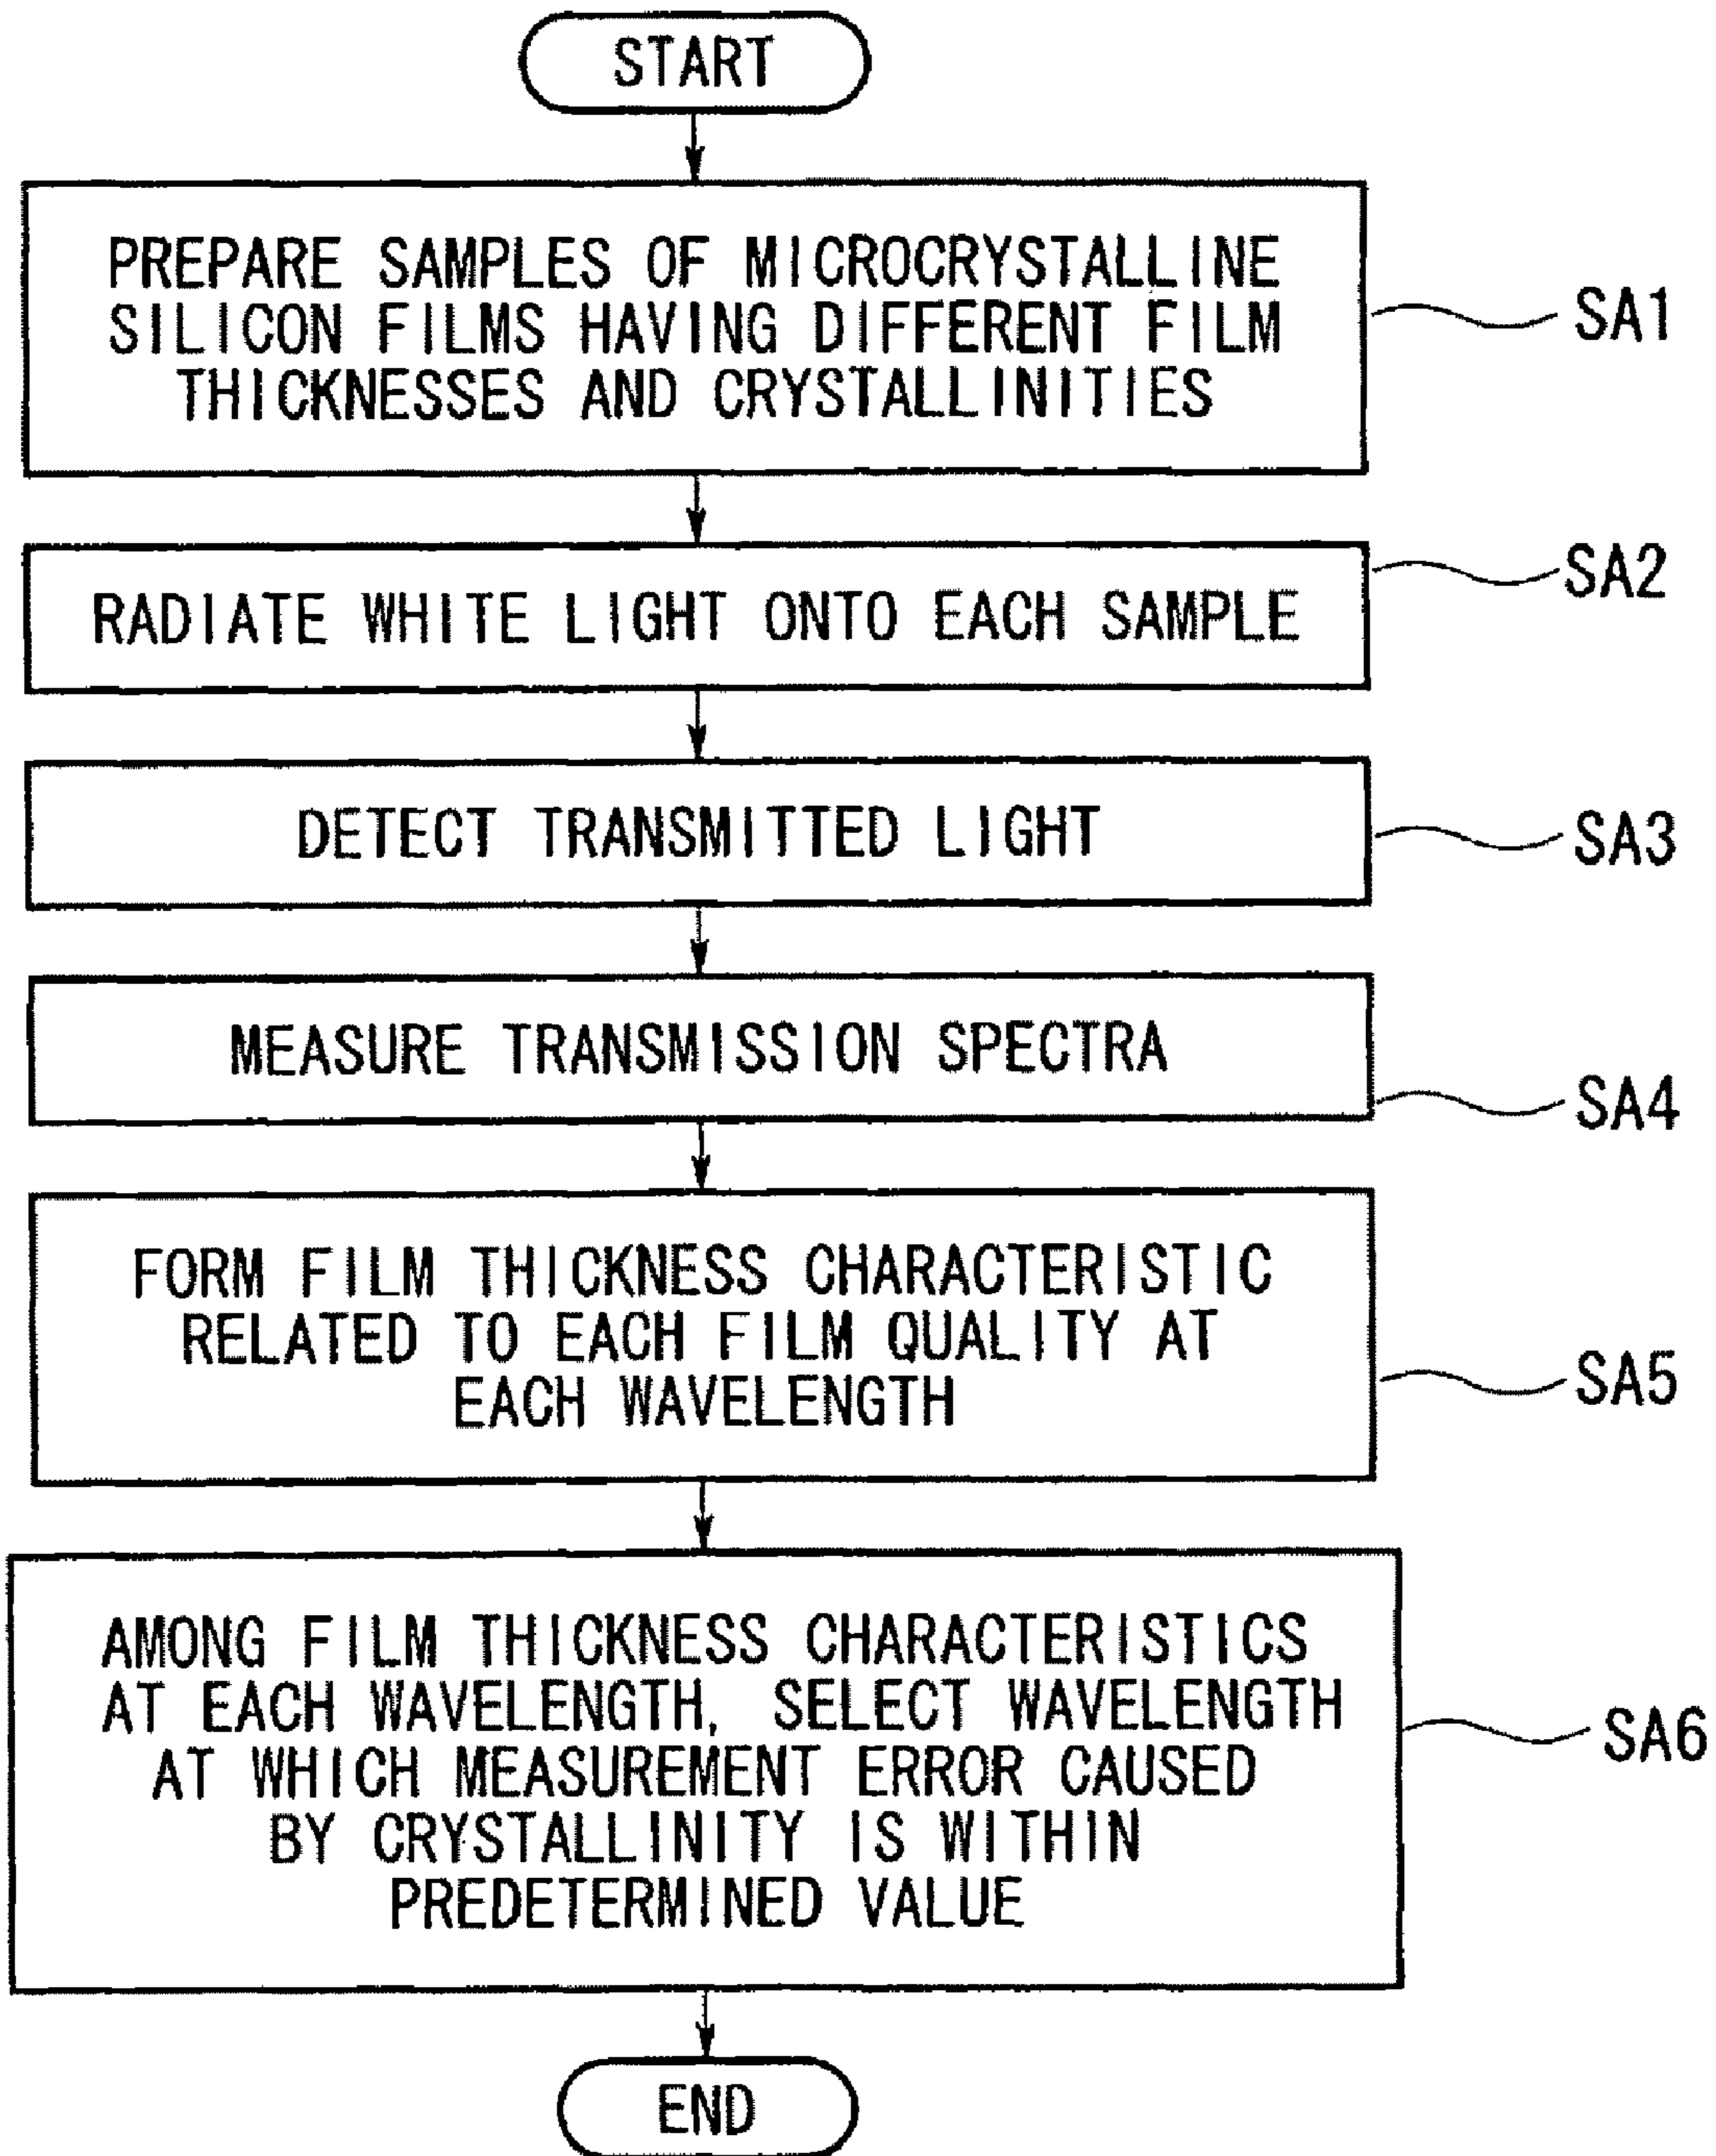 START
PREPARE SAMPLES OF MICROCRYSTALLINE
SILICON FILMS HAVING DIFFERENT FILM
THICKNESSES AND CRYSTALLINITIES
SA1
RADIATE WHITE LIGHT ONTO EACH SAMPLE
SA2
DETECT TRANSMITTED LIGHT
SA3
MEASURE TRANSMISSION SPECTRA
SA4
FORM FILM THICKNESS CHARACTERISTIC
RELATED TO EACH FILM QUALITY AT
EACH WAVELENGTH
SA5
AMONG FILM THICKNESS CHARACTERISTICS
AT EACH WAVELENGTH, SELECT WAVELENGTH
AT WHICH MEASUREMENT ERROR CAUSED
BY CRYSTALLINITY IS WITHIN
PREDETERMINED VALUE
SA6
END